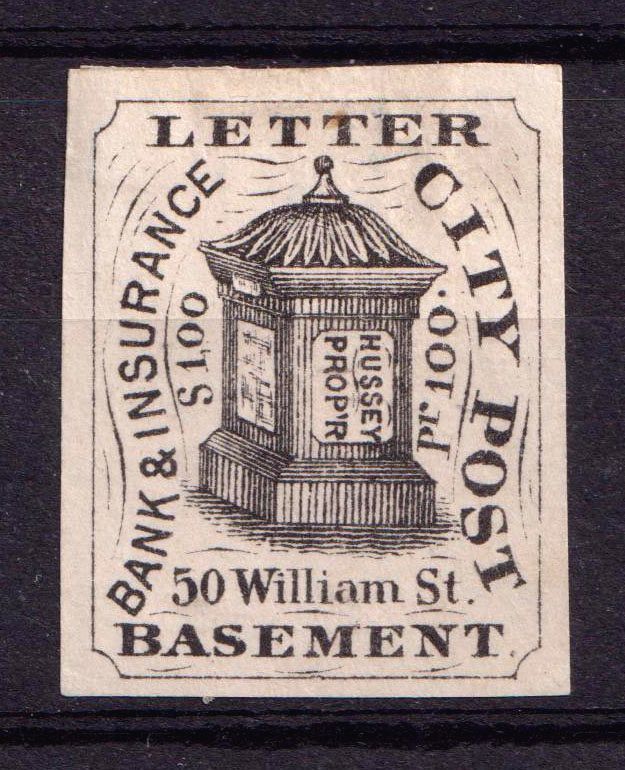 LETTER
BANK & INSURANCE
CITY POST
$1,00
Pr 100.
HUSSEY
PROP'R
50 William St.
BASEMENT.